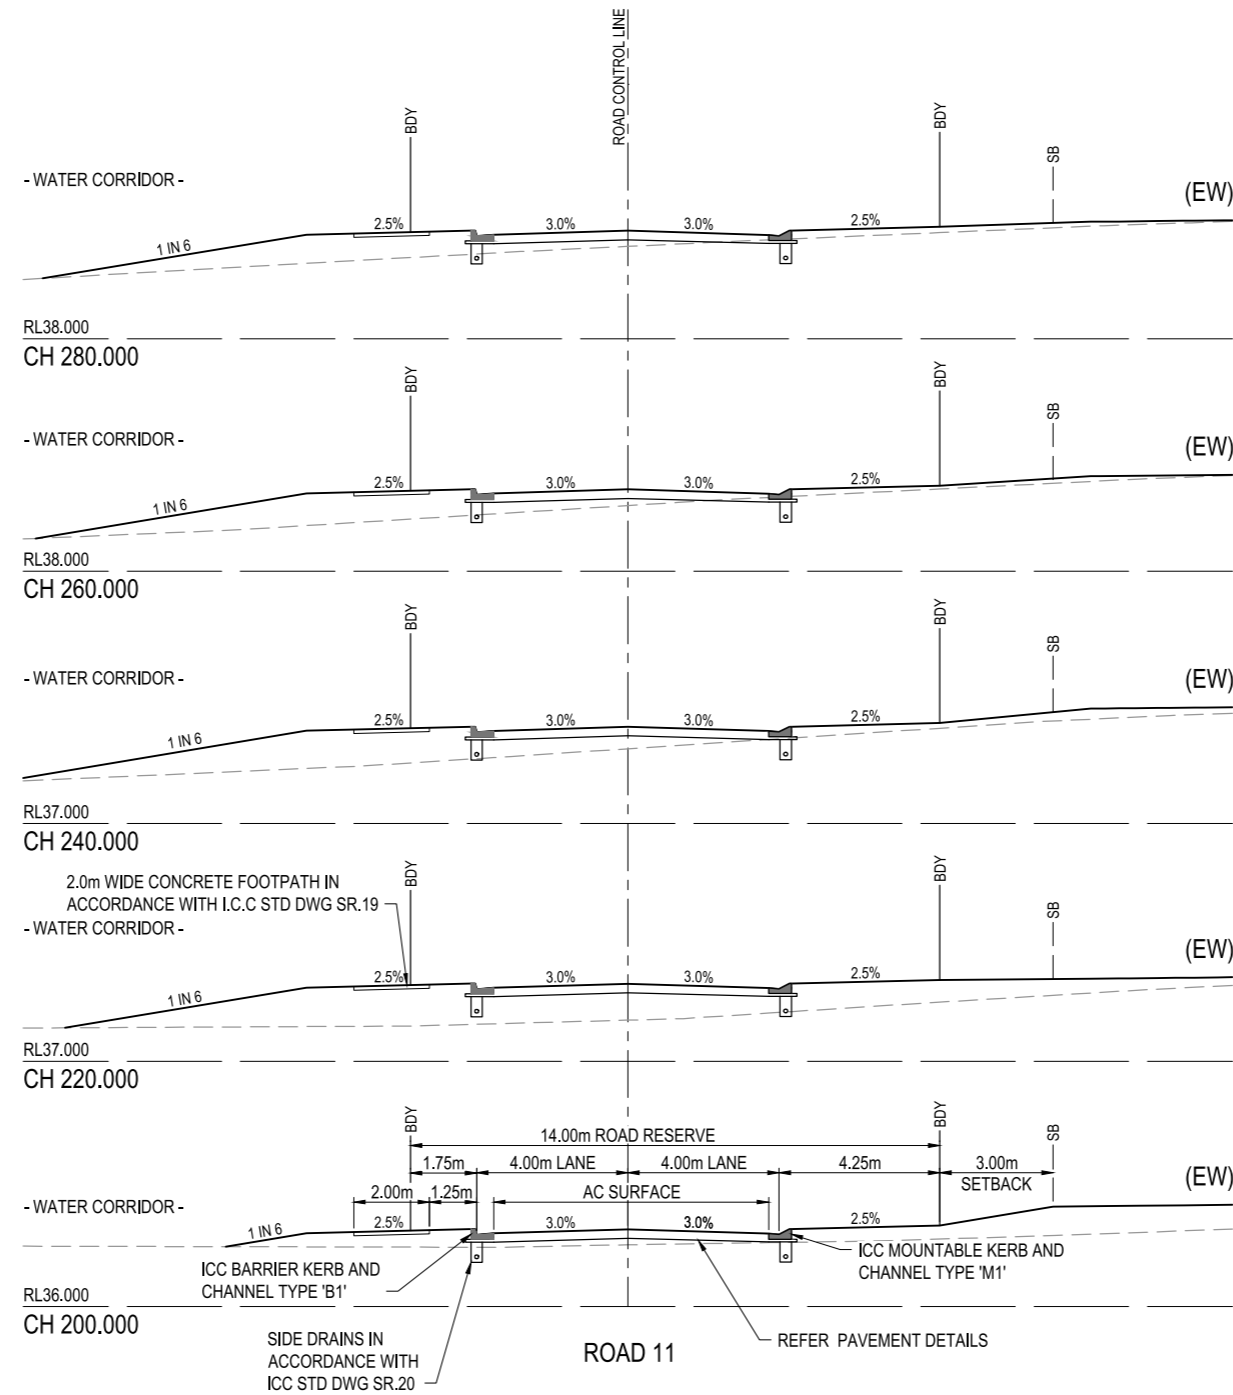 ROAD CONTROL LINE
BDY
BDY
SB
- WATER CORRIDOR -
(EW)
1 IN 6
2.5%
3.0%
3.0%
2.5%
RL38.000
CH 280.000
BDY
BDY
SB
- WATER CORRIDOR -
(EW)
1 IN 6
2.5%
3.0%
3.0%
2.5%
RL38.000
CH 260.000
BDY
BDY
SB
- WATER CORRIDOR -
(EW)
1 IN 6
2.5%
3.0%
3.0%
2.5%
RL37.000
CH 240.000
2.0m WIDE CONCRETE FOOTPATH IN
ACCORDANCE WITH I.C.C STD DWG SR.19
BDY
BDY
SB
- WATER CORRIDOR -
(EW)
1 IN 6
2.5%
3.0%
3.0%
2.5%
RL37.000
CH 220.000
BDY
BDY
SB
14.00m ROAD RESERVE
1.75m
4.00m LANE
4.00m LANE
4.25m
3.00m
SETBACK
(EW)
2.00m
1.25m
AC SURFACE
- WATER CORRIDOR -
1 IN 6
2.5%
3.0%
3.0%
2.5%
ICC BARRIER KERB AND
CHANNEL TYPE 'B1'
ICC MOUNTABLE KERB AND
CHANNEL TYPE 'M1'
RL36.000
CH 200.000
SIDE DRAINS IN
ACCORDANCE WITH
ICC STD DWG SR.20
REFER PAVEMENT DETAILS
ROAD 11